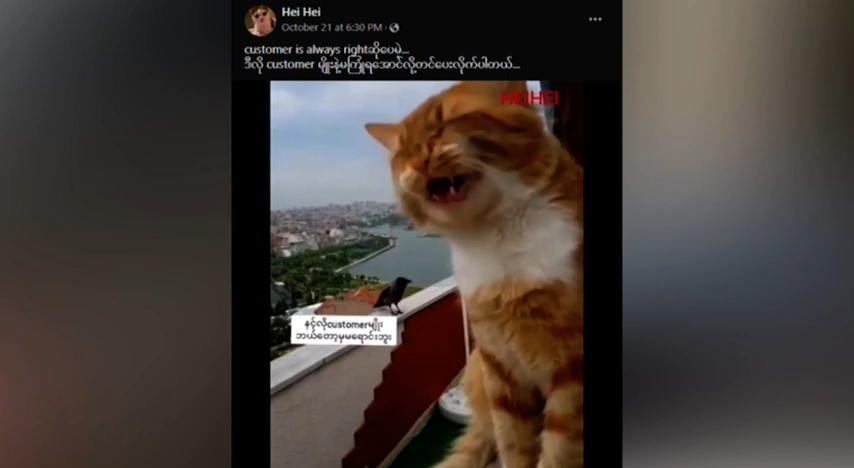 Hei Hei
October 21 at 6:30 PM ·
customer is always rightဆိုပေမဲ့...
ဒီလို customer မျိုးနဲ့မကြုံရအောင်လို့တင်ပေးလိုက်ပါတယ်...
HEIHEI
နင့်လိုcustomerမျိုး
ဘယ်တော့မှမရောင်းဘူး